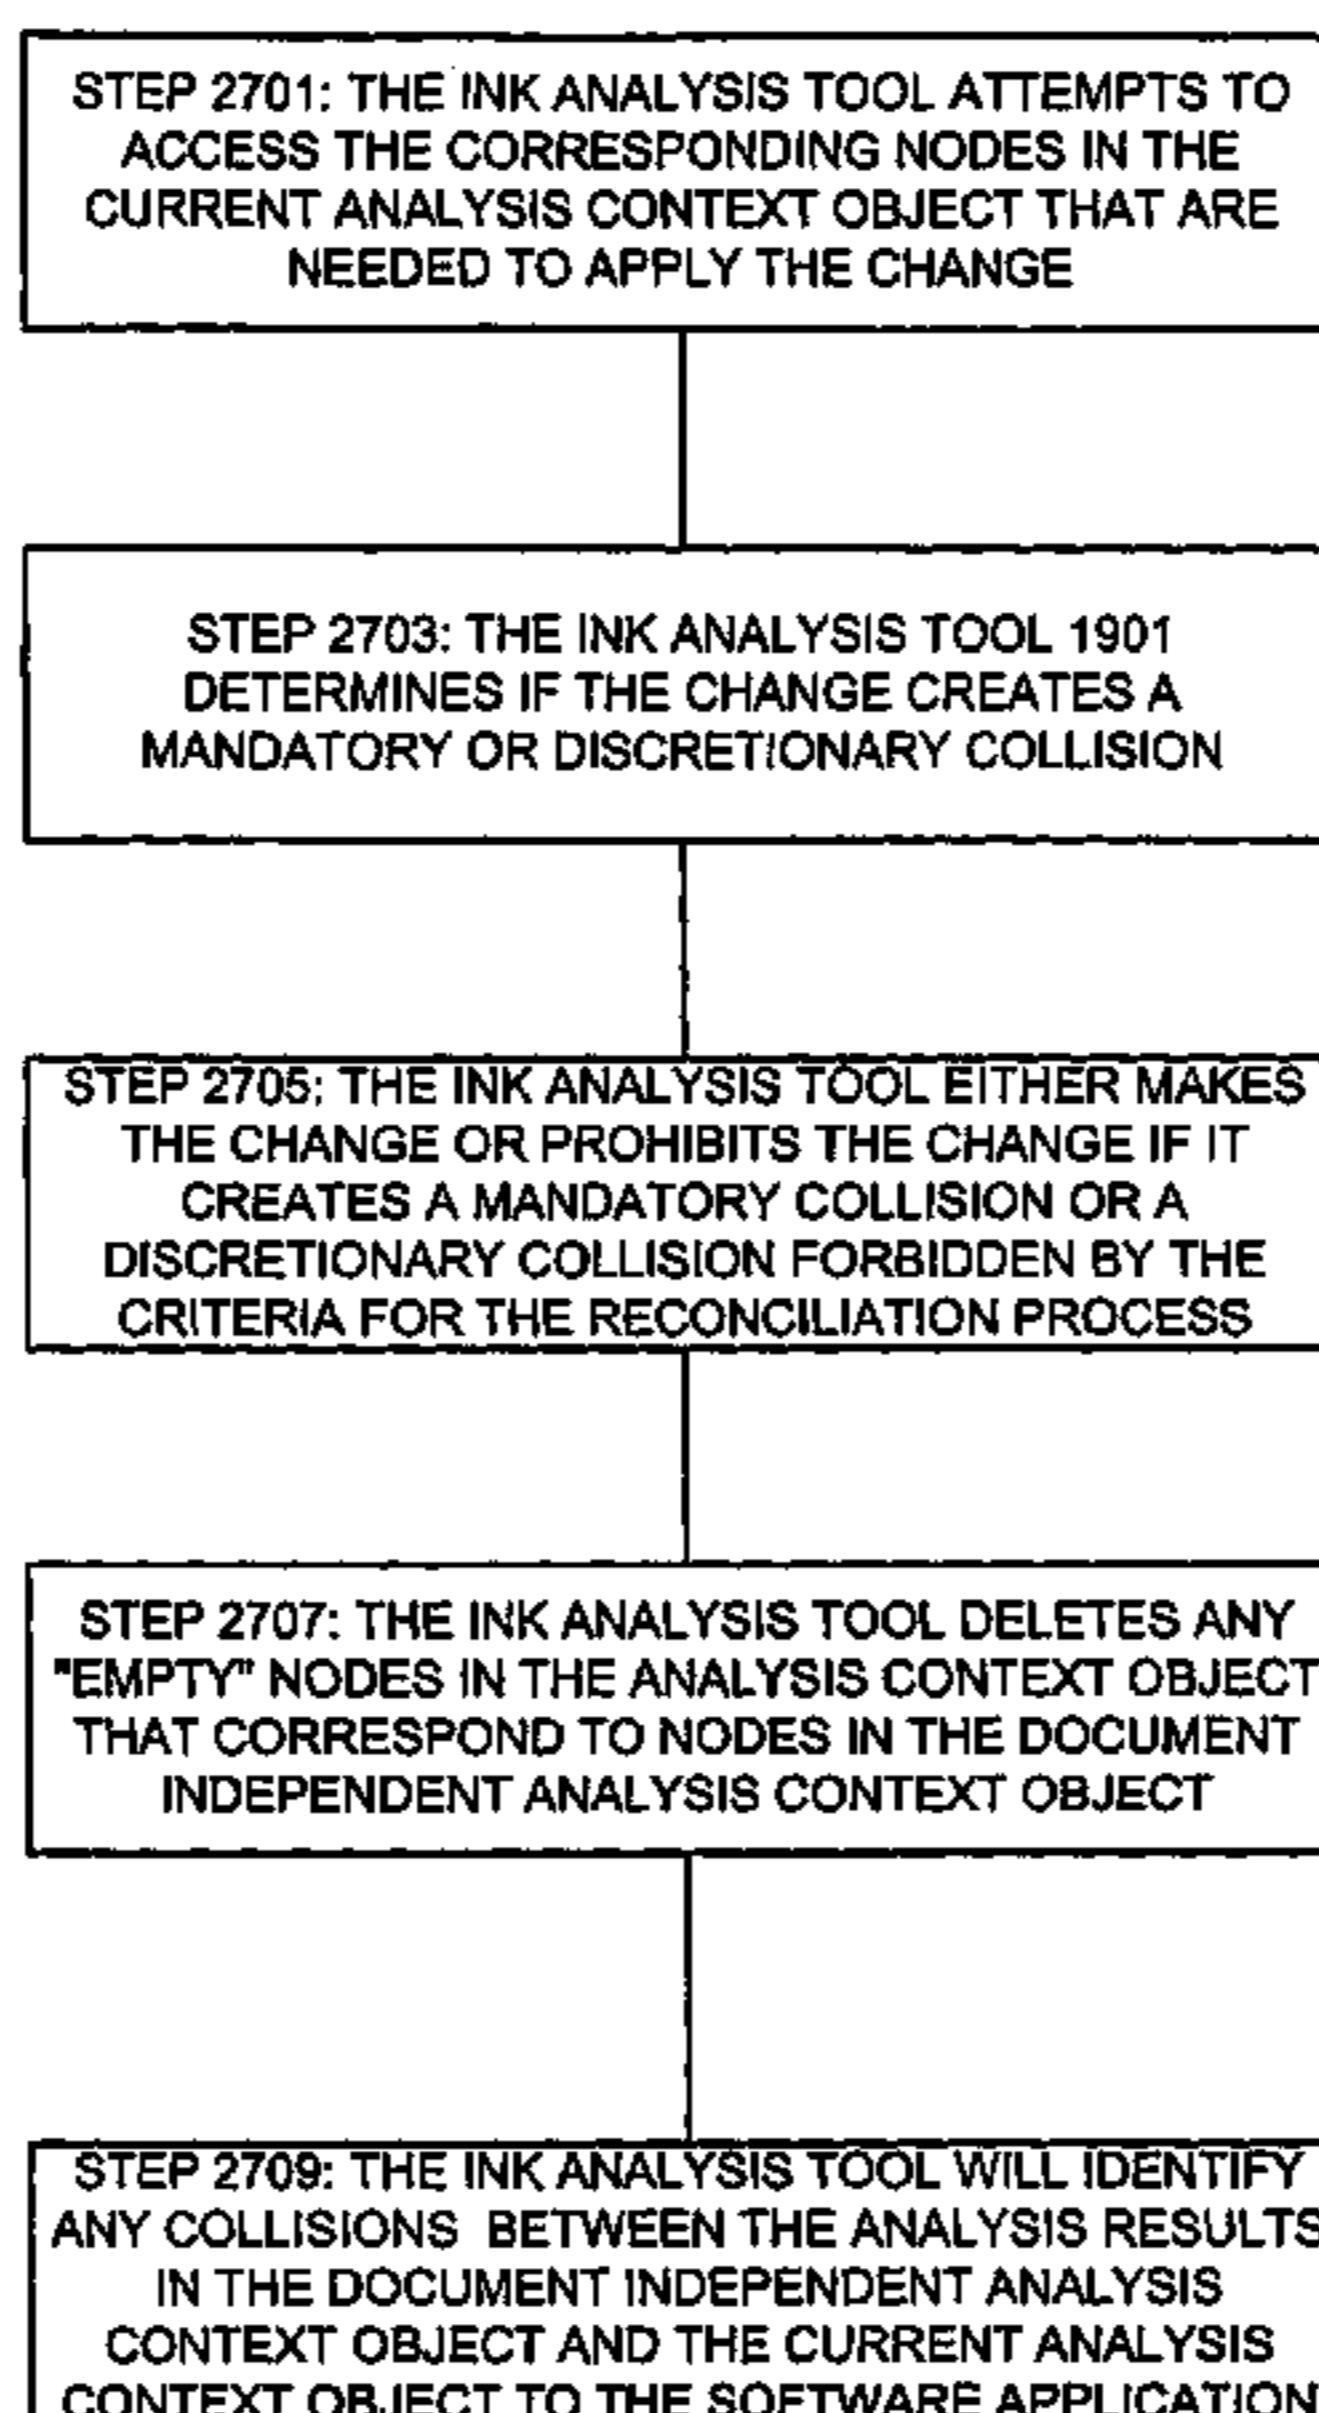 STEP 2701: THE INK ANALYSIS TOOL ATTEMPTS TO
ACCESS THE CORRESPONDING NODES IN THE
CURRENT ANALYSIS CONTEXT OBJECT THAT ARE
NEEDED TO APPLY THE CHANGE
STEP 2703: THE INK ANALYSIS TOOL 1901
DETERMINES IF THE CHANGE CREATES A
MANDATORY OR DISCRETIONARY COLLISION
STEP 2705: THE INK ANALYSIS TOOL EITHER MAKES
THE CHANGE OR PROHIBITS THE CHANGE IF IT
CREATES A MANDATORY COLLISION OR A
DISCRETIONARY COLLISION FORBIDDEN BY THE
CRITERIA FOR THE RECONCILIATION PROCESS
STEP 2707: THE INK ANALYSIS TOOL DELETES ANY
"EMPTY" NODES IN THE ANALYSIS CONTEXT OBJECT
THAT CORRESPOND TO NODES IN THE DOCUMENT
INDEPENDENT ANALYSIS CONTEXT OBJECT
STEP 2709: THE INK ANALYSIS TOOL WILL IDENTIFY
ANY COLLISIONS BETWEEN THE ANALYSIS RESULTS
IN THE DOCUMENT INDEPENDENT ANALYSIS
CONTEXT OBJECT AND THE CURRENT ANALYSIS
CONTEXT OBJECT TO THE SOFTWARE APPLICATION